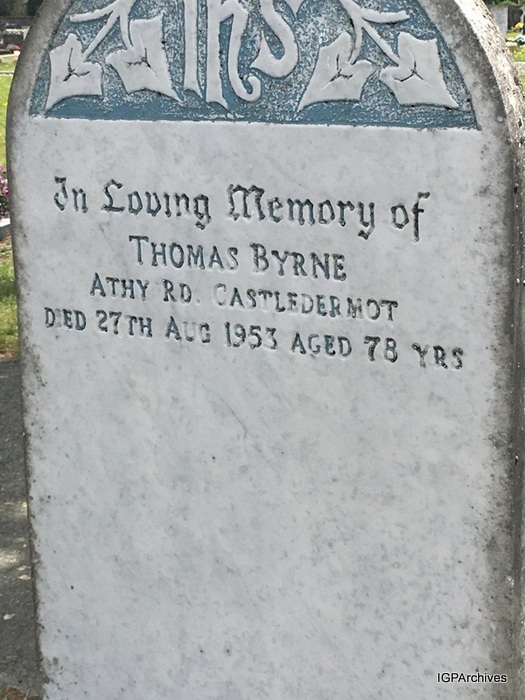 IHS
In Loving Memory of
THOMAS BYRNE
ATHY RD. CASTLEDERMOT
DIED 27TH AUG 1953 AGED 78 YRS
IGPArchives